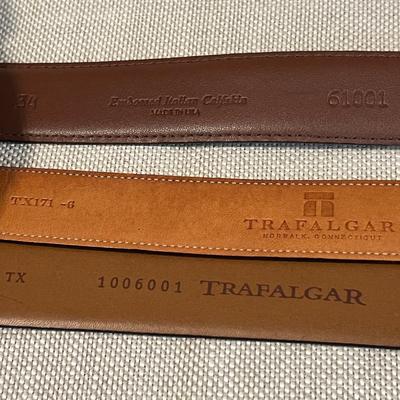 34 Embossed Italian Calfskin 61001
MADE IN USA
TX171 -6
TRAFALGAR
NORWALK, CONNECTICUT
TX 1006001 TRAFALGAR